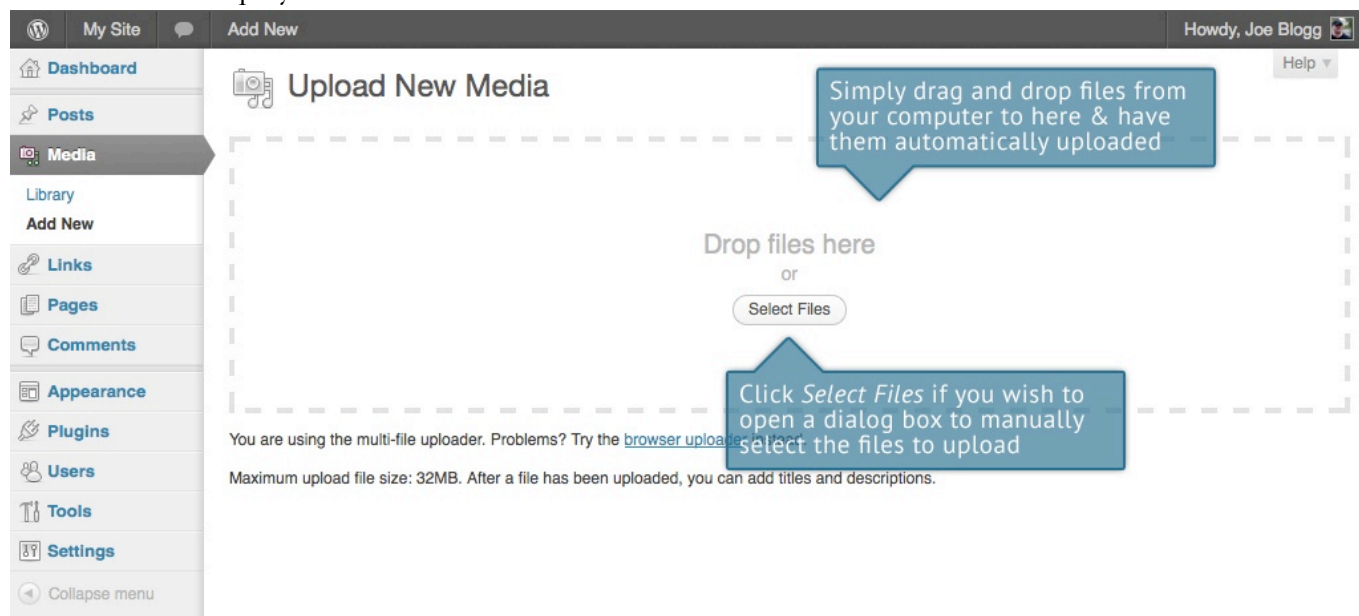 My Site
Add New
Howdy, Joe Blogg
Help
Dashboard
Posts
Media
Library
Add New
Links
Pages
Comments
Appearance
Plugins
Users
Tools
Settings
Collapse menu
Upload New Media
Simply drag and drop files from
your computer to here & have
them automatically uploaded
Drop files here
or
Select Files
Click Select Files if you wish to
open a dialog box to manually
select the files to upload
You are using the multi-file uploader. Problems? Try the browser uploader instead.
Maximum upload file size: 32MB. After a file has been uploaded, you can add titles and descriptions.